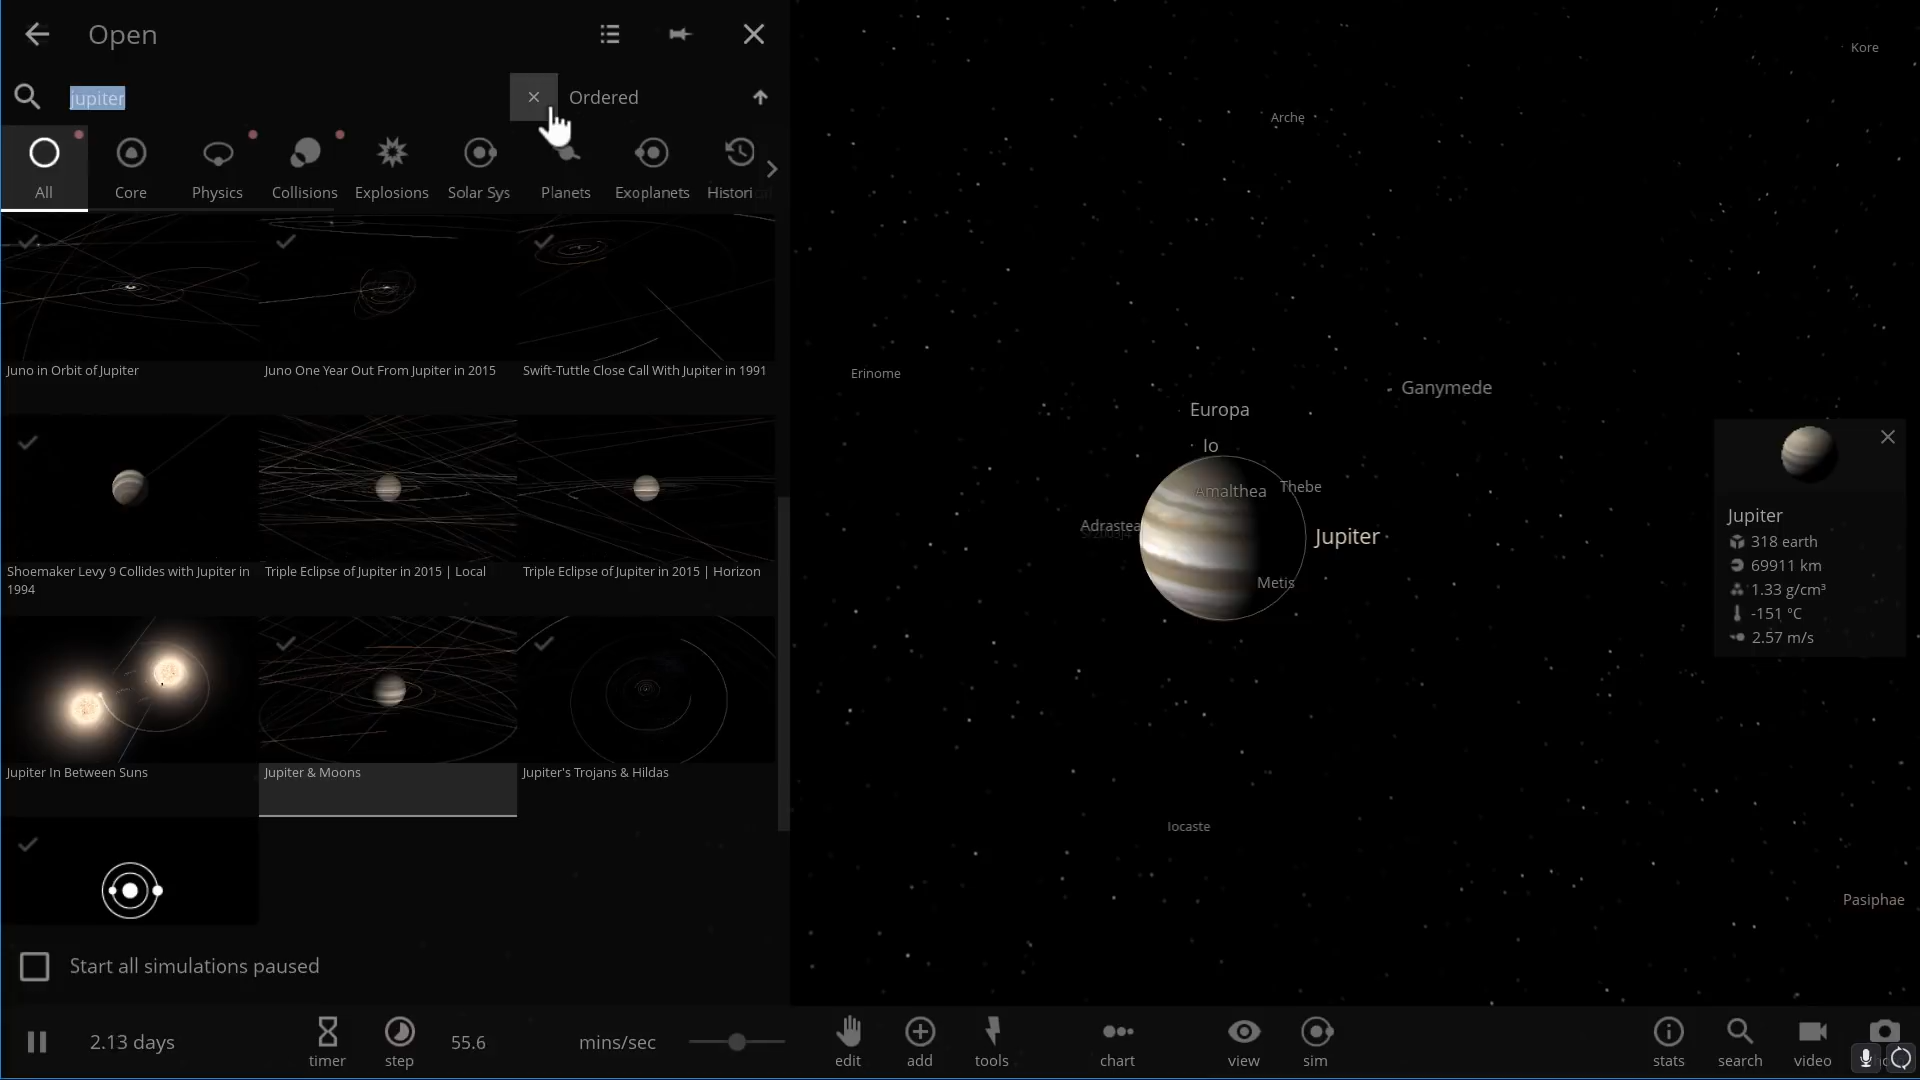 Open
jupiter
Ordered
All
Core
Physics
Collisions
Explosions
Solar Sys
Planets
Exoplanets
Histori
Juno in Orbit of Jupiter
Juno One Year Out From Jupiter in 2015
Swift-Tuttle Close Call With Jupiter in 1991
Shoemaker Levy 9 Collides with Jupiter in
1994
Triple Eclipse of Jupiter in 2015 | Local
Triple Eclipse of Jupiter in 2015 | Horizon
Jupiter In Between Suns
Jupiter & Moons
Jupiter's Trojans & Hildas
Start all simulations paused
2.13 days
timer
step
55.6
mins/sec
edit
add
tools
chart
view
sim
stats
search
video
Kore
Arche
Erinome
Ganymede
Europa
Io
Amalthea
Thebe
Adrastea
Jupiter
Metis
Iocaste
Pasiphae
Jupiter
318 earth
69911 km
1.33 g/cm³
-151 °C
2.57 m/s